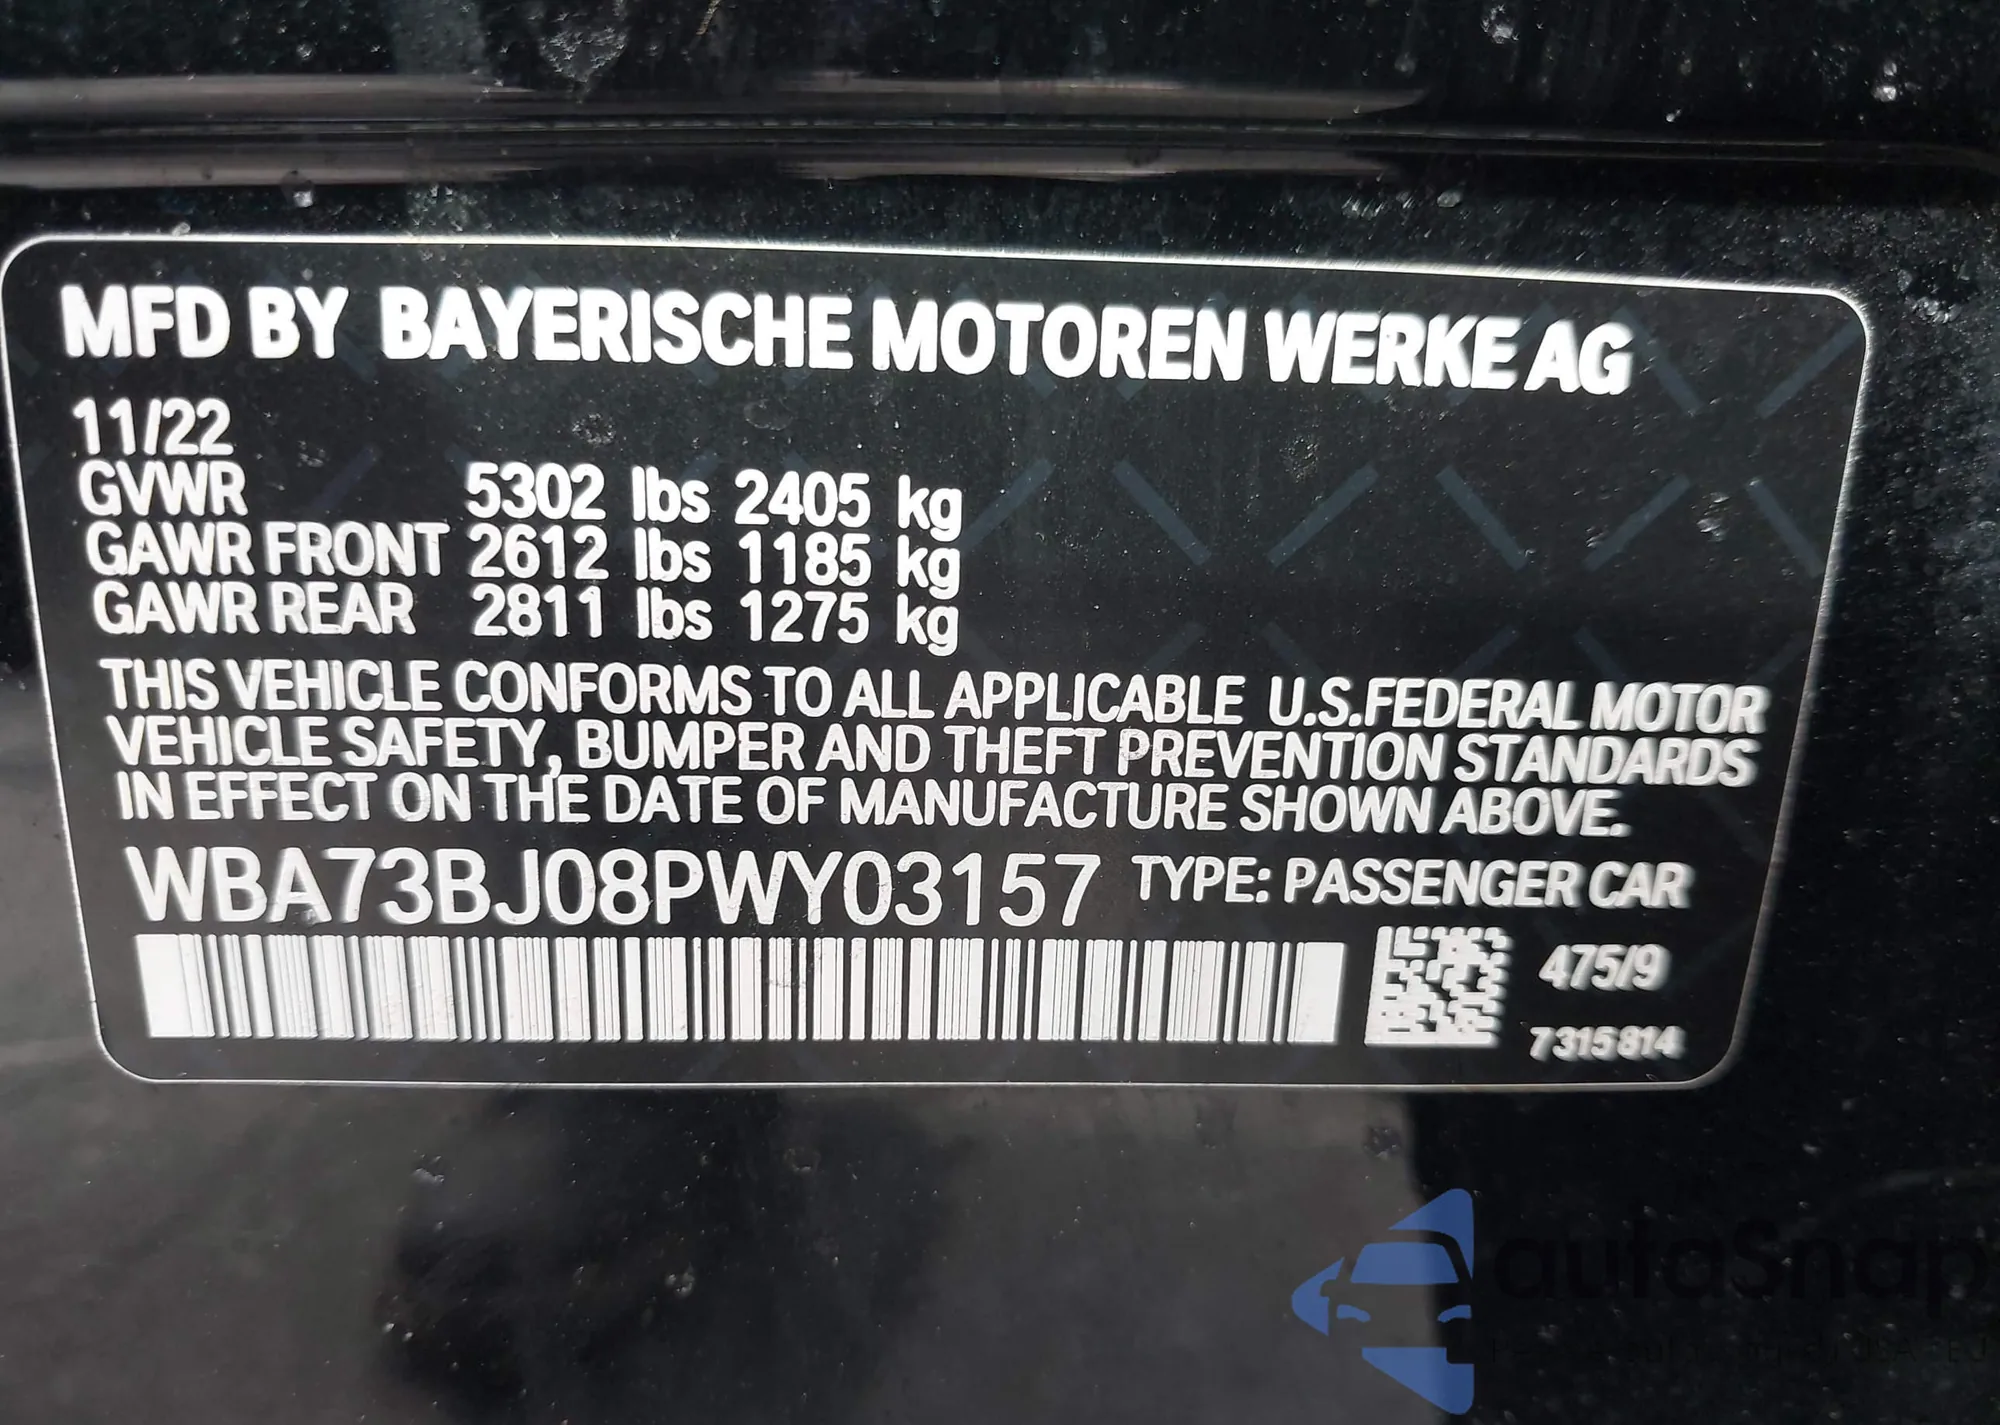 MFD BY BAYERISCHE MOTOREN WERKE AG
11/22
GVWR 5302 lbs 2405 kg
GAWR FRONT 2612 lbs 1185 kg
GAWR REAR 2811 lbs 1275 kg
THIS VEHICLE CONFORMS TO ALL APPLICABLE U.S.FEDERAL MOTOR
VEHICLE SAFETY, BUMPER AND THEFT PREVENTION STANDARDS
IN EFFECT ON THE DATE OF MANUFACTURE SHOWN ABOVE.
WBA73BJ08PWY03157 TYPE: PASSENGER CAR
475/9
7315814
autoSnap